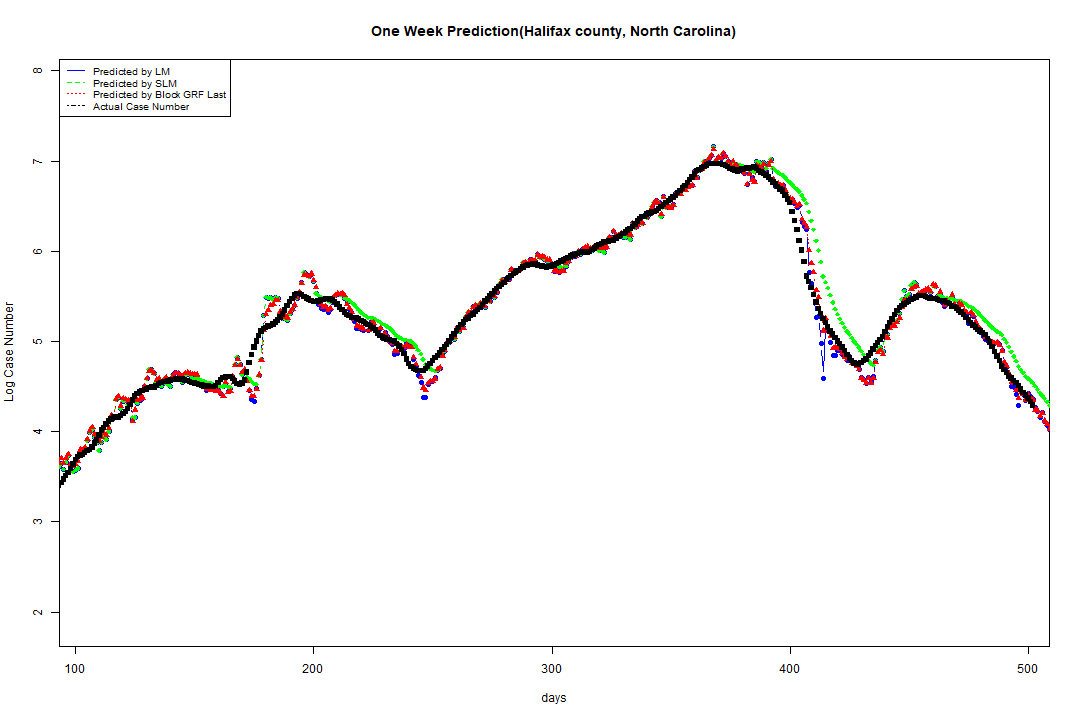 One Week Prediction(Halifax county, North Carolina)
Predicted by LM
Predicted by SLM
Predicted by Block GRF Last
Actual Case Number
8
7
6
5
4
3
2
Log Case Number
100 200 300 400 500
days